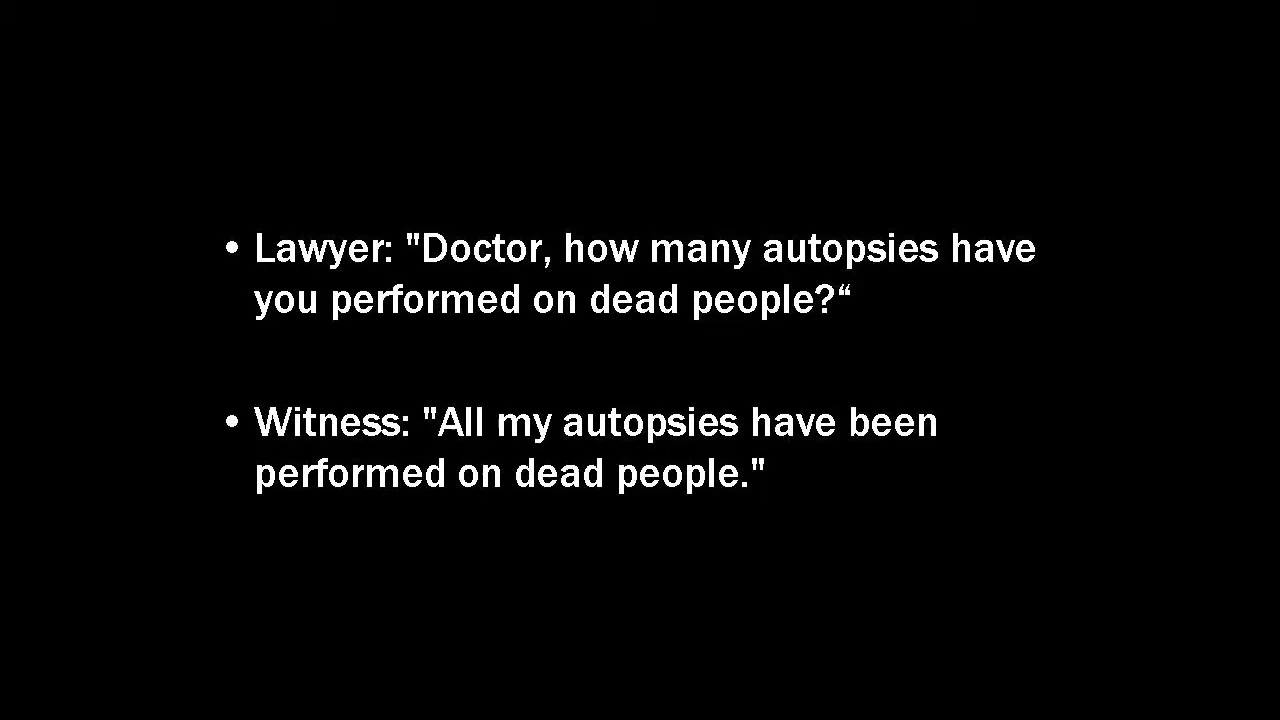 • Lawyer: "Doctor, how many autopsies have
you performed on dead people?“
• Witness: "All my autopsies have been
performed on dead people."